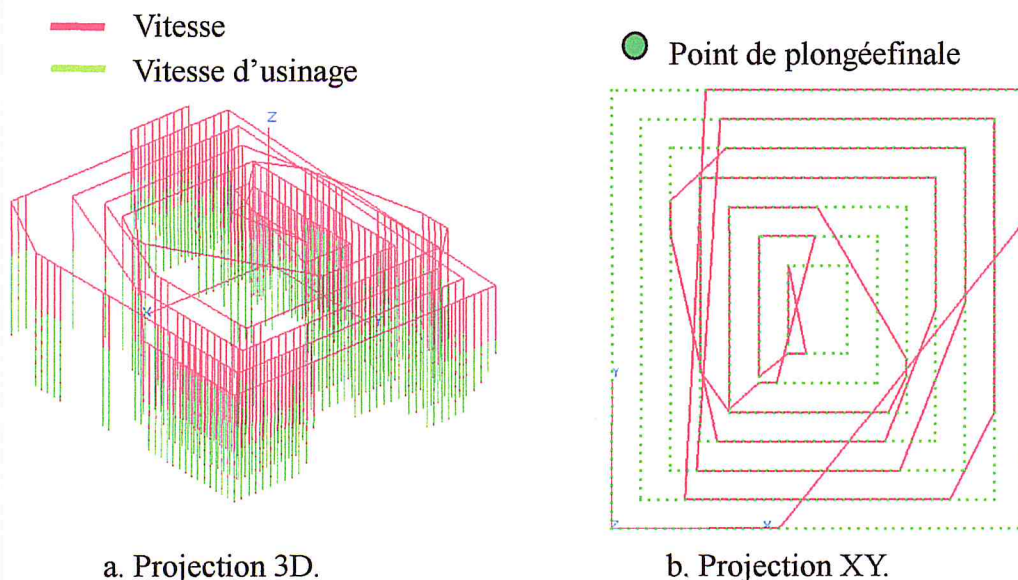 Vitesse
Vitesse d'usinage
Point de plongéefinale
Z
X
Y
Z
X
a. Projection 3D.
b. Projection XY.